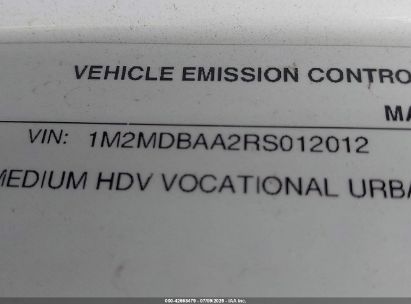 VEHICLE EMISSION CONTRO
MA
VIN: 1M2MDBAA2RS012012
MEDIUM HDV VOCATIONAL URBA